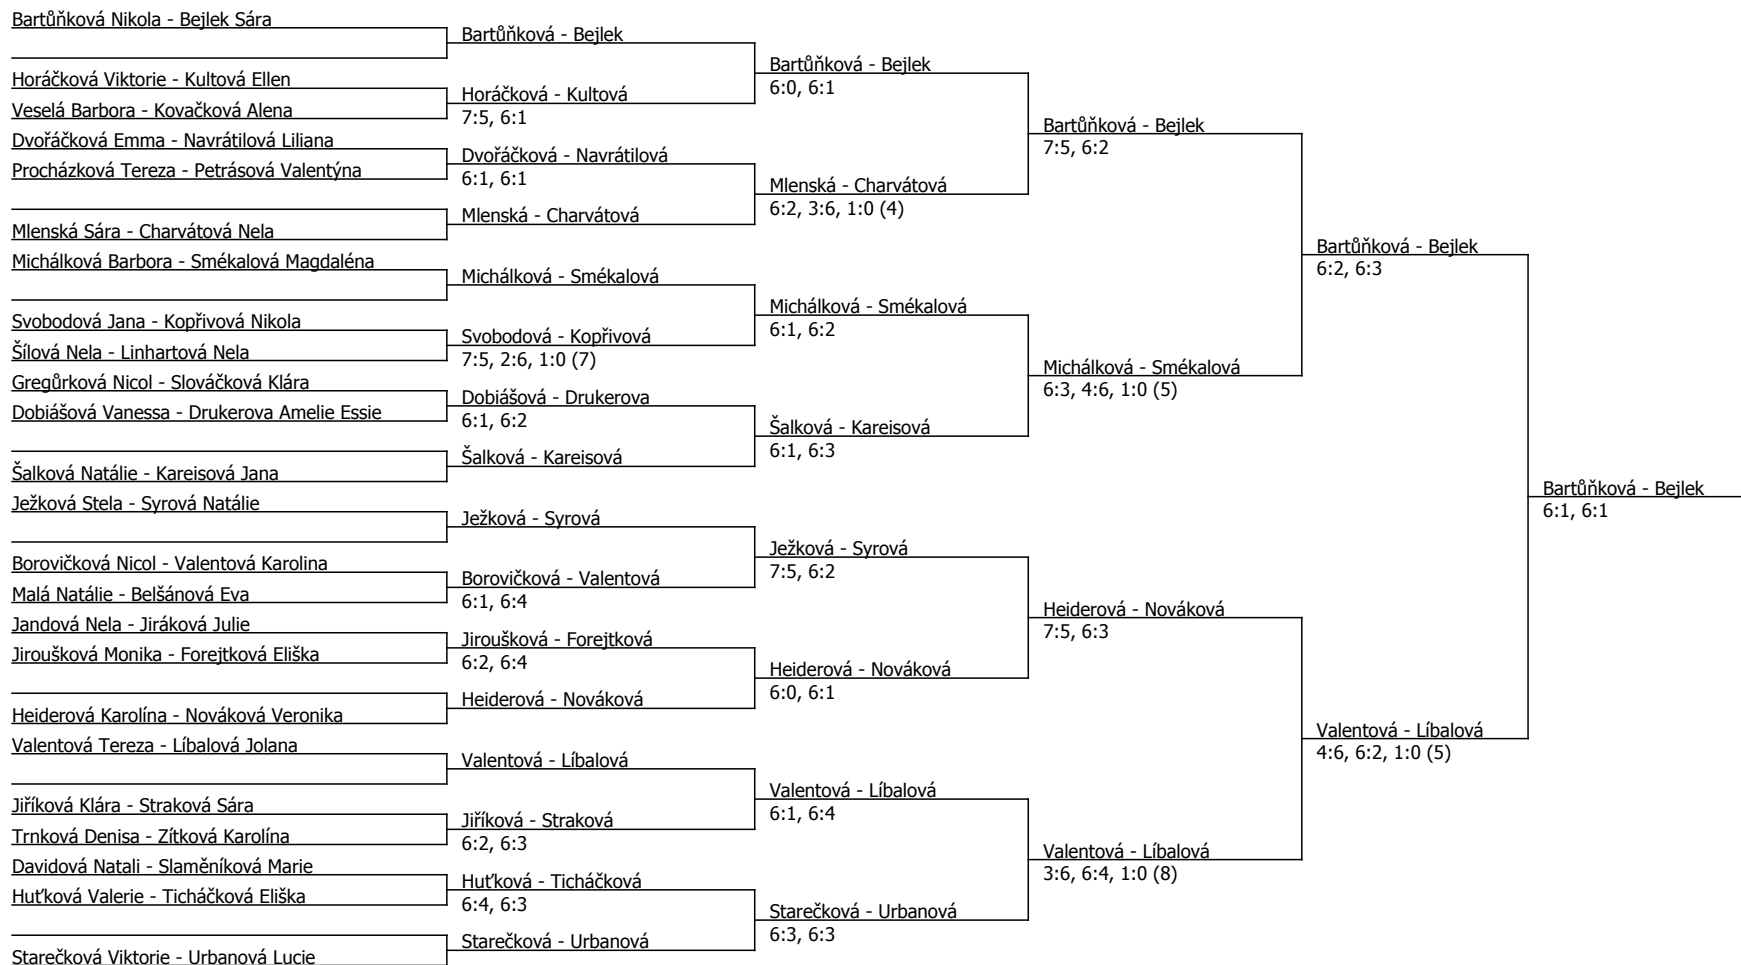 Bartůňková Nikola - Bejlek Sára
Horáčková Viktorie - Kultová Ellen
Veselá Barbora - Kovačková Alena
Dvořáčková Emma - Navrátilová Liliana
Procházková Tereza - Petrásová Valentýna
Mlenská Sára - Charvátová Nela
Michálková Barbora - Smékalová Magdaléna
Svobodová Jana - Kopřivová Nikola
Šílová Nela - Linhartová Nela
Gregůrková Nicol - Slováčková Klára
Dobiášová Vanessa - Drukerova Amelie Essie
Šalková Natálie - Kareisová Jana
Ježková Stela - Syrová Natálie
Borovičková Nicol - Valentová Karolina
Malá Natálie - Belšánová Eva
Jandová Nela - Jiráková Julie
Jiroušková Monika - Forejtková Eliška
Heiderová Karolína - Nováková Veronika
Valentová Tereza - Líbalová Jolana
Jiříková Klára - Straková Sára
Trnková Denisa - Zítková Karolína
Davidová Natali - Slaměníková Marie
Huťková Valerie - Ticháčková Eliška
Starečková Viktorie - Urbanová Lucie
Bartůňková - Bejlek
Horáčková - Kultová
7:5, 6:1
Dvořáčková - Navrátilová
6:1, 6:1
Mlenská - Charvátová
Michálková - Smékalová
Svobodová - Kopřivová
7:5, 2:6, 1:0 (7)
Dobiášová - Drukerova
6:1, 6:2
Šalková - Kareisová
Ježková - Syrová
Borovičková - Valentová
6:1, 6:4
Jiroušková - Forejtková
6:2, 6:4
Heiderová - Nováková
Valentová - Líbalová
Jiříková - Straková
6:2, 6:3
Huťková - Ticháčková
6:4, 6:3
Starečková - Urbanová
Bartůňková - Bejlek
6:0, 6:1
Mlenská - Charvátová
6:2, 3:6, 1:0 (4)
Michálková - Smékalová
6:1, 6:2
Šalková - Kareisová
6:1, 6:3
Ježková - Syrová
7:5, 6:2
Heiderová - Nováková
6:0, 6:1
Valentová - Líbalová
6:1, 6:4
Starečková - Urbanová
6:3, 6:3
Bartůňková - Bejlek
7:5, 6:2
Michálková - Smékalová
6:3, 4:6, 1:0 (5)
Heiderová - Nováková
7:5, 6:3
Valentová - Líbalová
3:6, 6:4, 1:0 (8)
Bartůňková - Bejlek
6:2, 6:3
Valentová - Líbalová
4:6, 6:2, 1:0 (5)
Bartůňková - Bejlek
6:1, 6:1